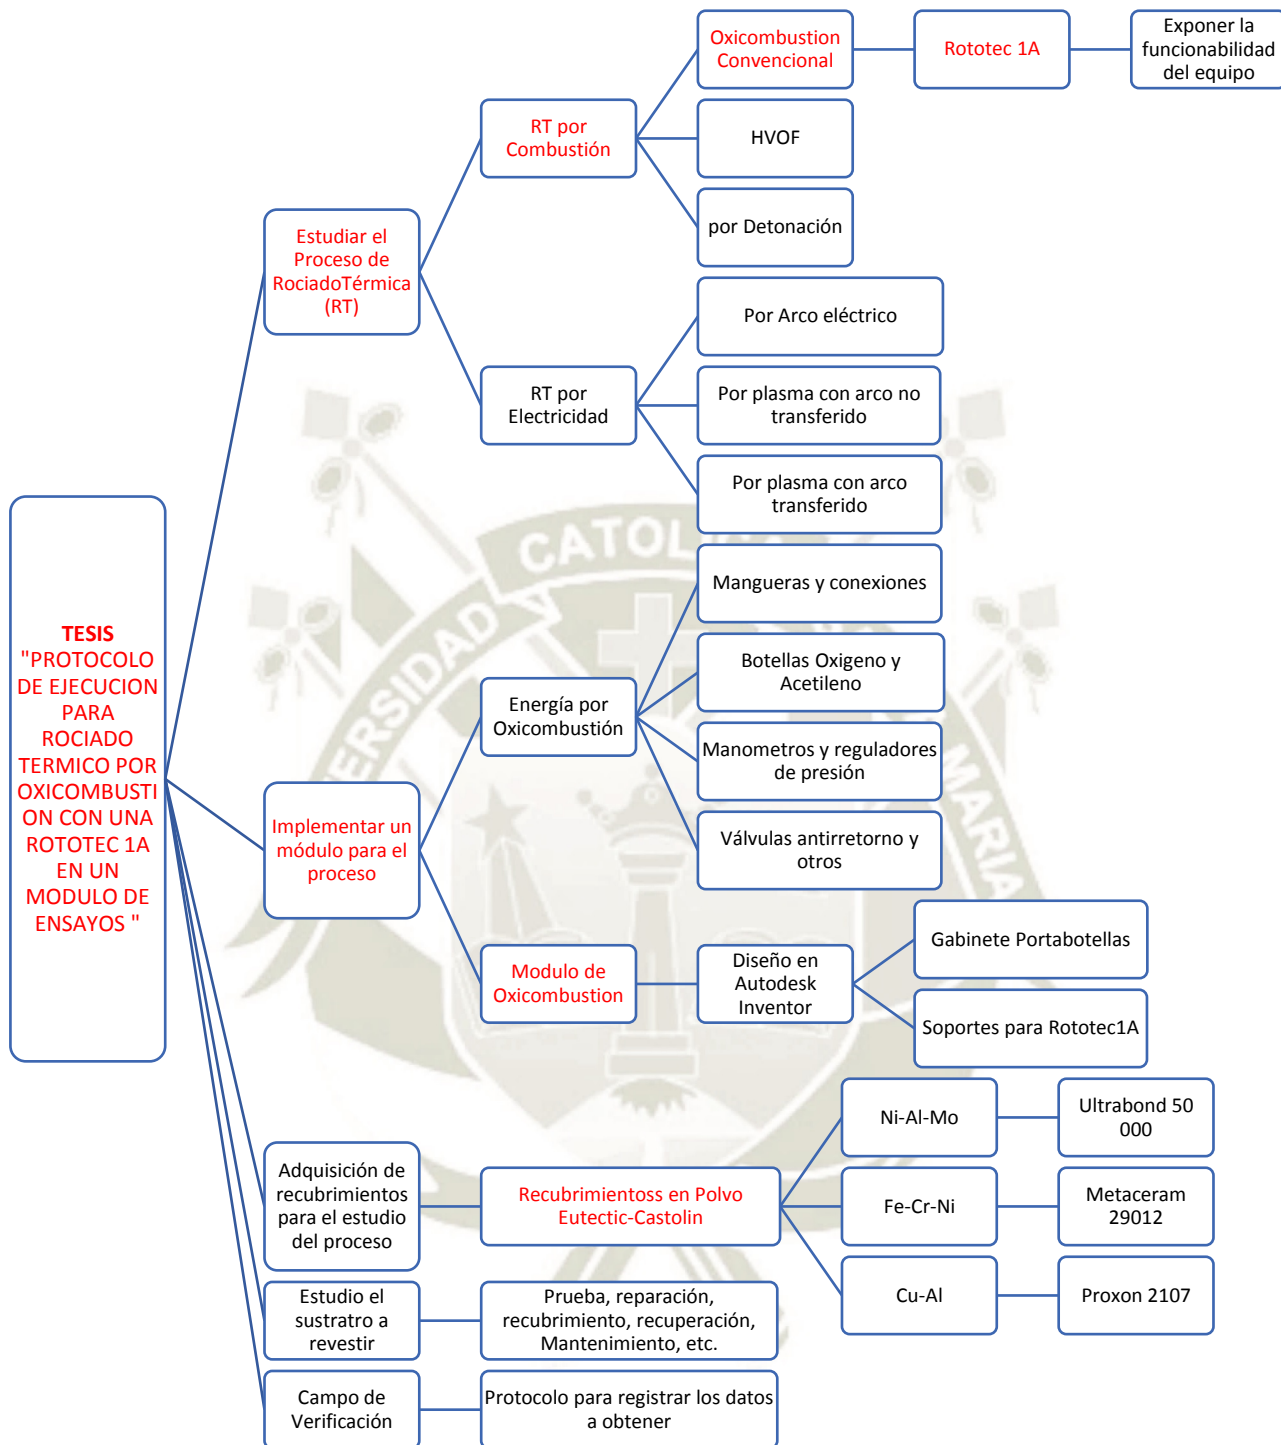 Oxicombustion
Convencional
Rototec 1A
Exponer la
funcionabilidad
del equipo
RT por
Combustión
HVOF
por Detonación
Estudiar el
Proceso de
RociadoTérmica
(RT)
Por Arco eléctrico
RT por
Electricidad
Por plasma con arco no
transferido
Por plasma con arco
transferido
TESIS
"PROTOCOLO
DE EJECUCION
PARA
ROCIADO
TERMICO POR
OXICOMBUSTI
ON CON UNA
ROTOTEC 1A
EN UN
MODULO DE
ENSAYOS "
Mangueras y conexiones
Botellas Oxigeno y
Acetileno
Energía por
Oxicombustión
Manometros y reguladores
de presión
Válvulas antirretorno y
otros
Implementar un
módulo para el
proceso
Modulo de
Oxicombustion
Diseño en
Autodesk
Inventor
Gabinete Portabotellas
Soportes para Rototec1A
Adquisición de
recubrimientos
para el estudio
del proceso
Recubrimientoss en Polvo
Eutectic-Castolin
Ni-Al-Mo
Ultrabond 50
000
Fe-Cr-Ni
Metaceram
29012
Cu-Al
Proxon 2107
Estudio el
sustratro a
revestir
Prueba, reparación,
recubrimiento, recuperación,
Mantenimiento, etc.
Campo de
Verificación
Protocolo para registrar los datos
a obtener
CATOL
ERSIDAD
MARIA